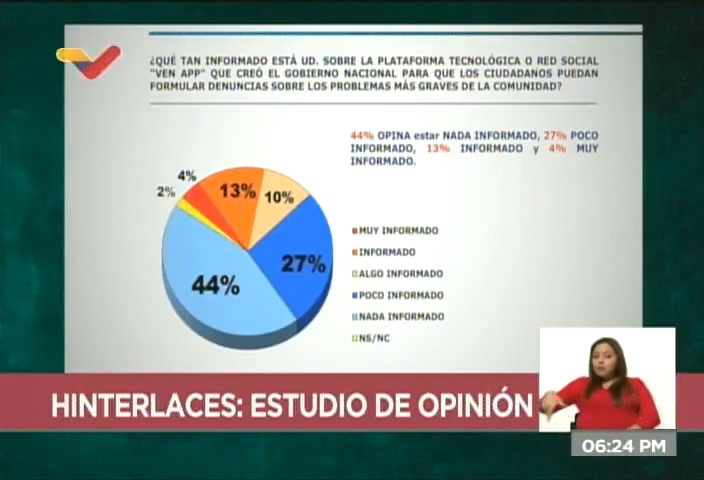 ¿QUÉ TAN INFORMADO ESTÁ UD. SOBRE LA PLATAFORMA TECNOLÓGICA O RED SOCIAL
"VEN APP" QUE CREÓ EL GOBIERNO NACIONAL PARA QUE LOS CIUDADANOS PUEDAN
FORMULAR DENUNCIAS SOBRE LOS PROBLEMAS MÁS GRAVES DE LA COMUNIDAD?
44% OPINA estar NADA INFORMADO, 27% POCO
INFORMADO, 13% INFORMADO y 4% MUY
INFORMADO.
4%
2%
13%
10%
27%
44%
MUY INFORMADO
INFORMADO
ALGO INFORMADO
POCO INFORMADO
NADA INFORMADO
NS/NC
HINTERLACES: ESTUDIO DE OPINIÓN
06:24 PM